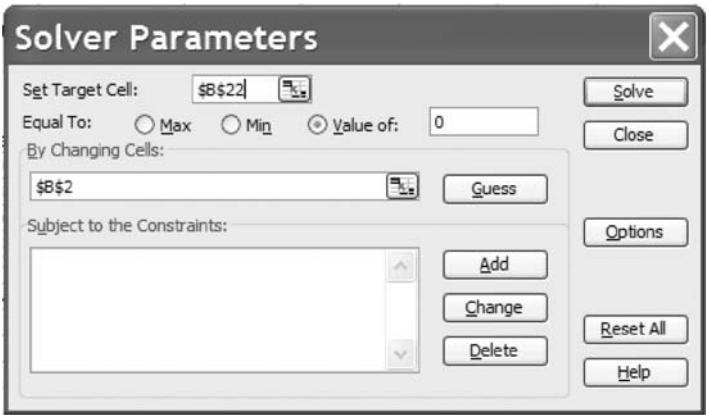 Solver Parameters
Set Target Cell: $B$22 Solve
Equal To: Max Min Value of: 0 Close
By Changing Cells:
$B$2 Guess
Subject to the Constraints: Options
Add
Change
Reset All
Delete
Help